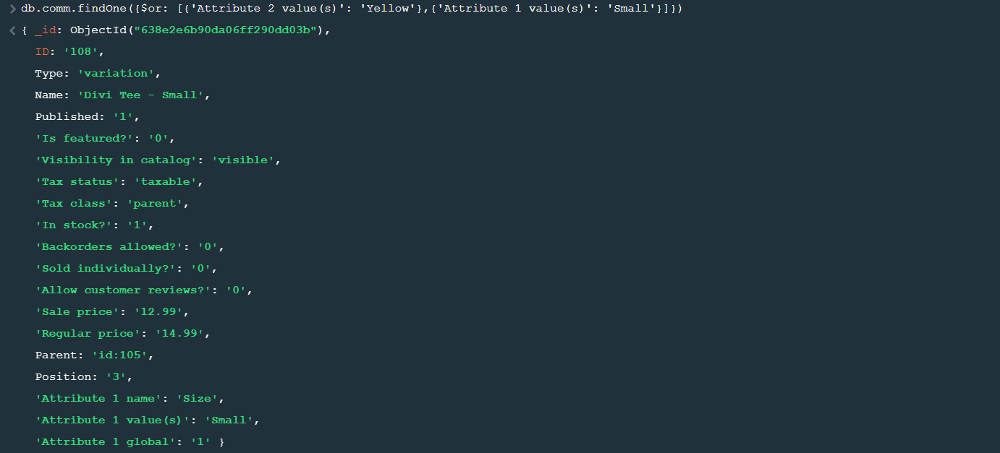 > db.comm.findOne({$or: [{'Attribute 2 value(s)': 'Yellow'},{'Attribute 1 value(s)': 'Small'}]})
< { _id: ObjectId("638e2e6b90da06ff290dd03b"),
ID: '108',
Type: 'variation',
Name: 'Divi Tee - Small',
Published: '1',
'Is featured?': '0',
'Visibility in catalog': 'visible',
'Tax status': 'taxable',
'Tax class': 'parent',
'In stock?': '1',
'Backorders allowed?': '0',
'Sold individually?': '0',
'Allow customer reviews?': '0',
'Sale price': '12.99',
'Regular price': '14.99',
Parent: 'id:105',
Position: '3',
'Attribute 1 name': 'Size',
'Attribute 1 value(s)': 'Small',
'Attribute 1 global': '1' }